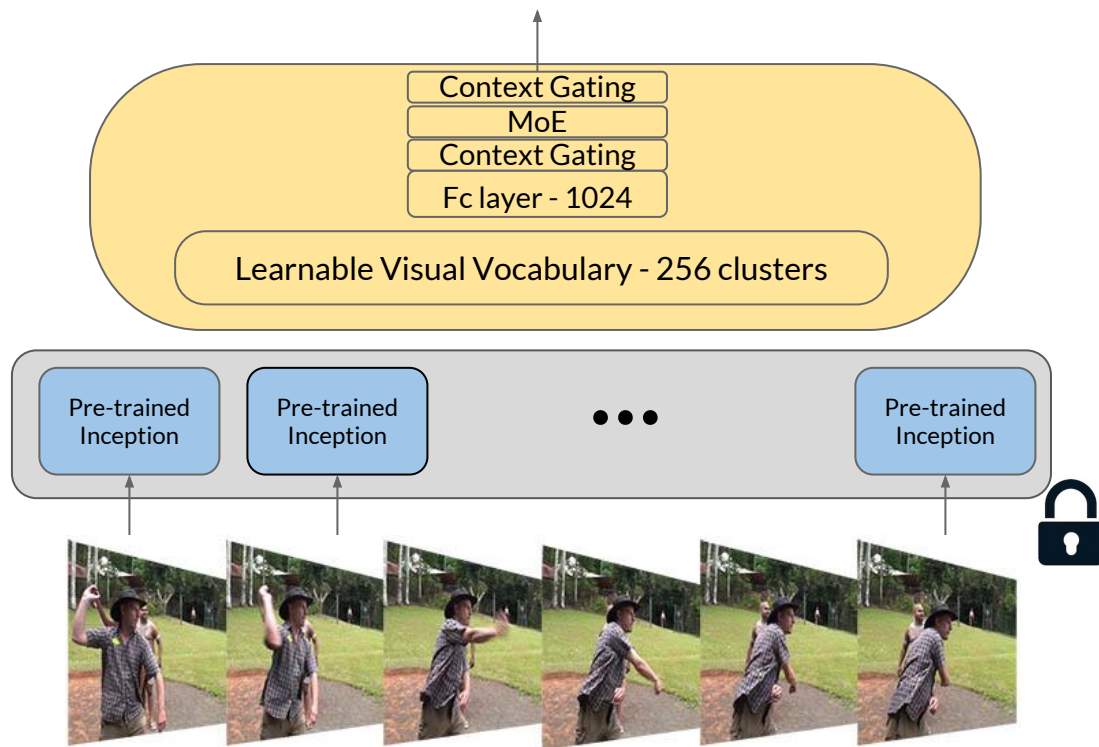 Context Gating
MoE
Context Gating
Fc layer - 1024
Learnable Visual Vocabulary - 256 clusters
Pre-trained
Inception
Pre-trained
Inception
Pre-trained
Inception